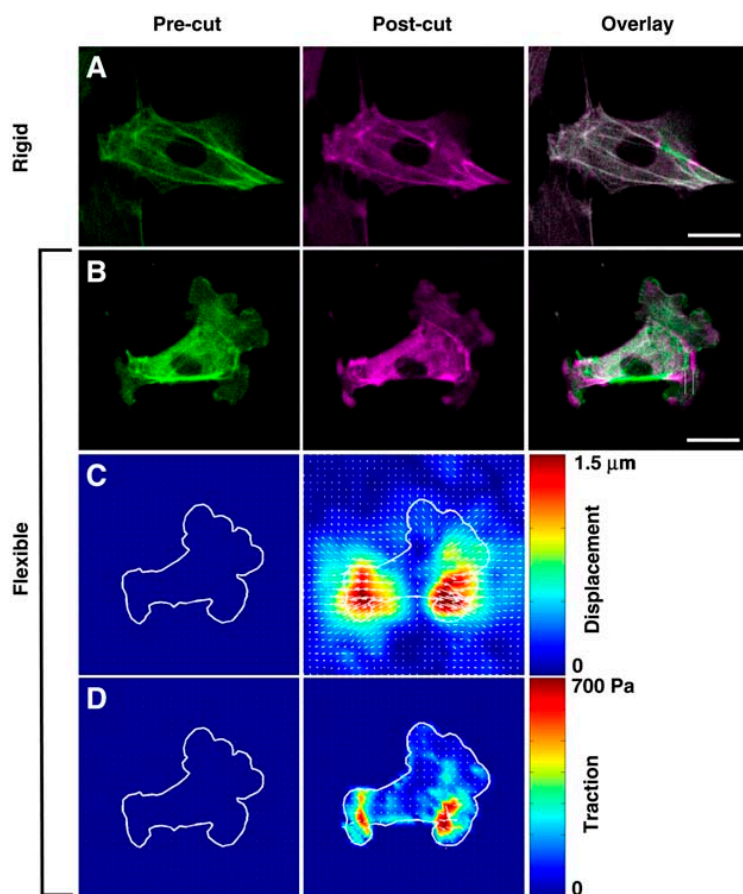 Pre-cut Post-cut Overlay
Rigid
A
Flexible
B
C
1.5 μm
Displacement
0
D
700 Pa
Traction
0